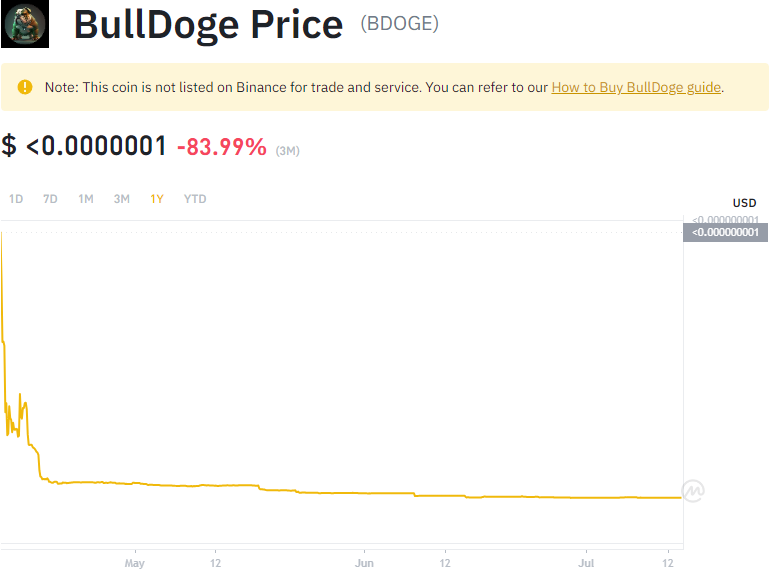 BullDoge Price (BDOGE)
Note: This coin is not listed on Binance for trade and service. You can refer to our How to Buy BullDoge guide.
$ <0.0000001 -83.99% (3M)
1D 7D 1M 3M 1Y YTD
USD
<0.000000001
<0.000000001
May 12 Jun 12 Jul 12